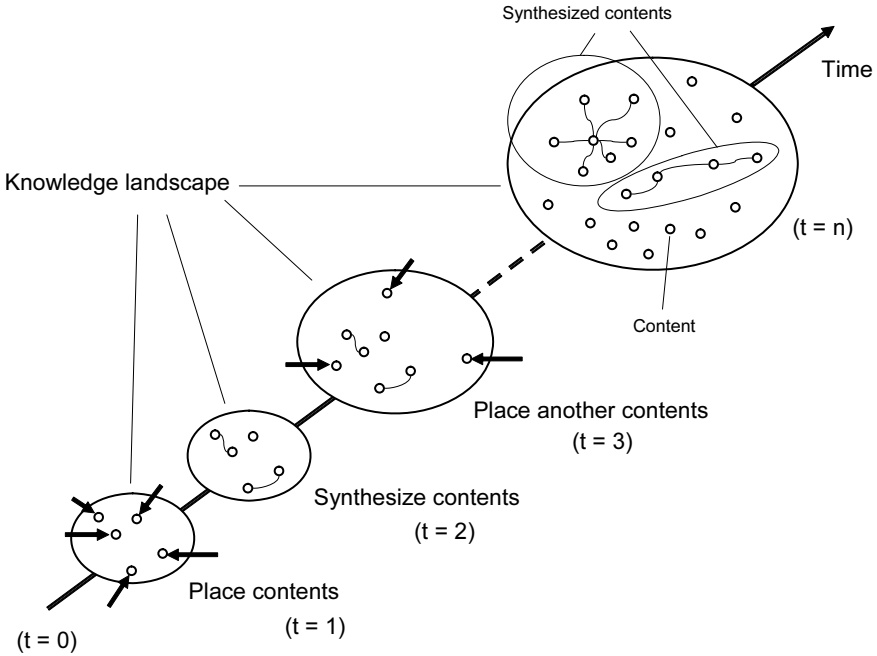 Synthesized contents
Time
Knowledge landscape
(t = n)
Content
Place another contents
(t = 3)
Synthesize contents
(t = 2)
Place contents
(t = 1)
(t = 0)